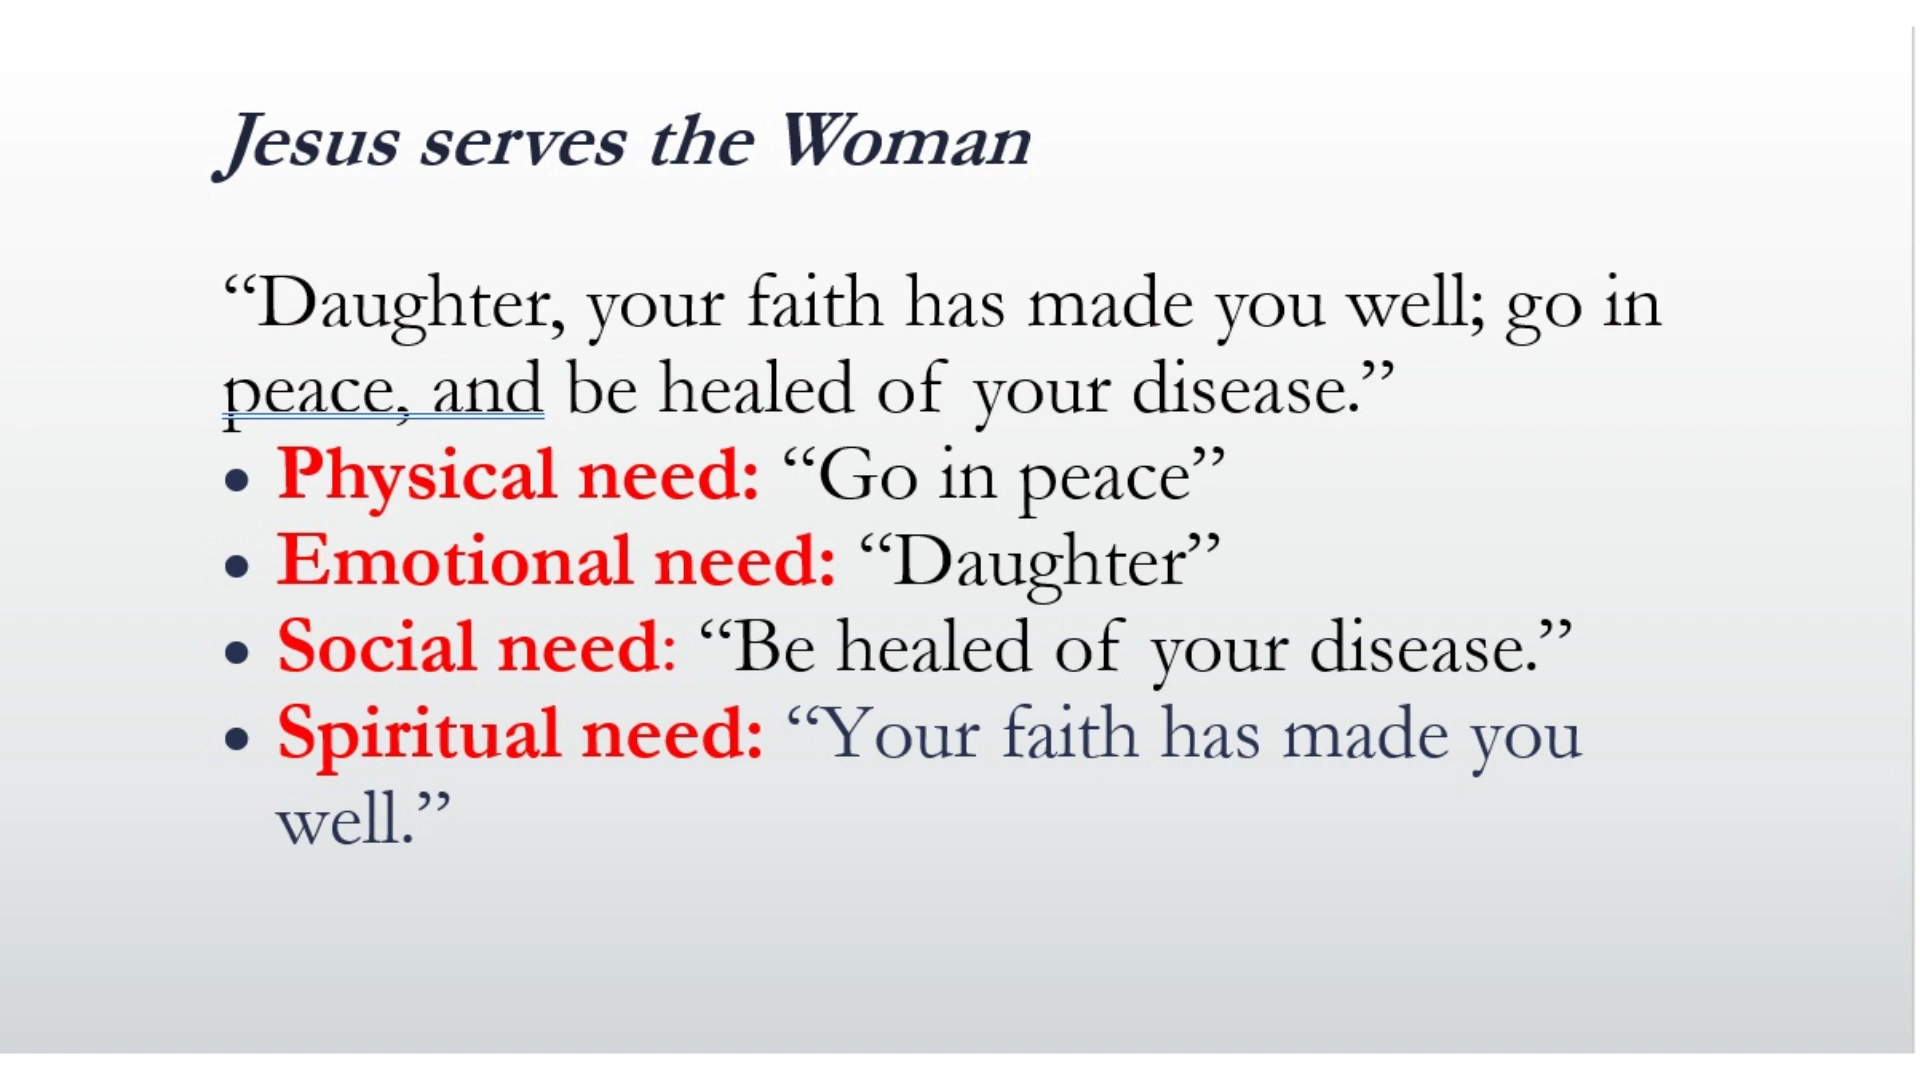 Jesus serves the Woman
“Daughter, your faith has made you well; go in
peace, and be healed of your disease.”
• Physical need: “Go in peace”
• Emotional need: “Daughter”
• Social need: “Be healed of your disease.”
• Spiritual need: “Your faith has made you
well.”